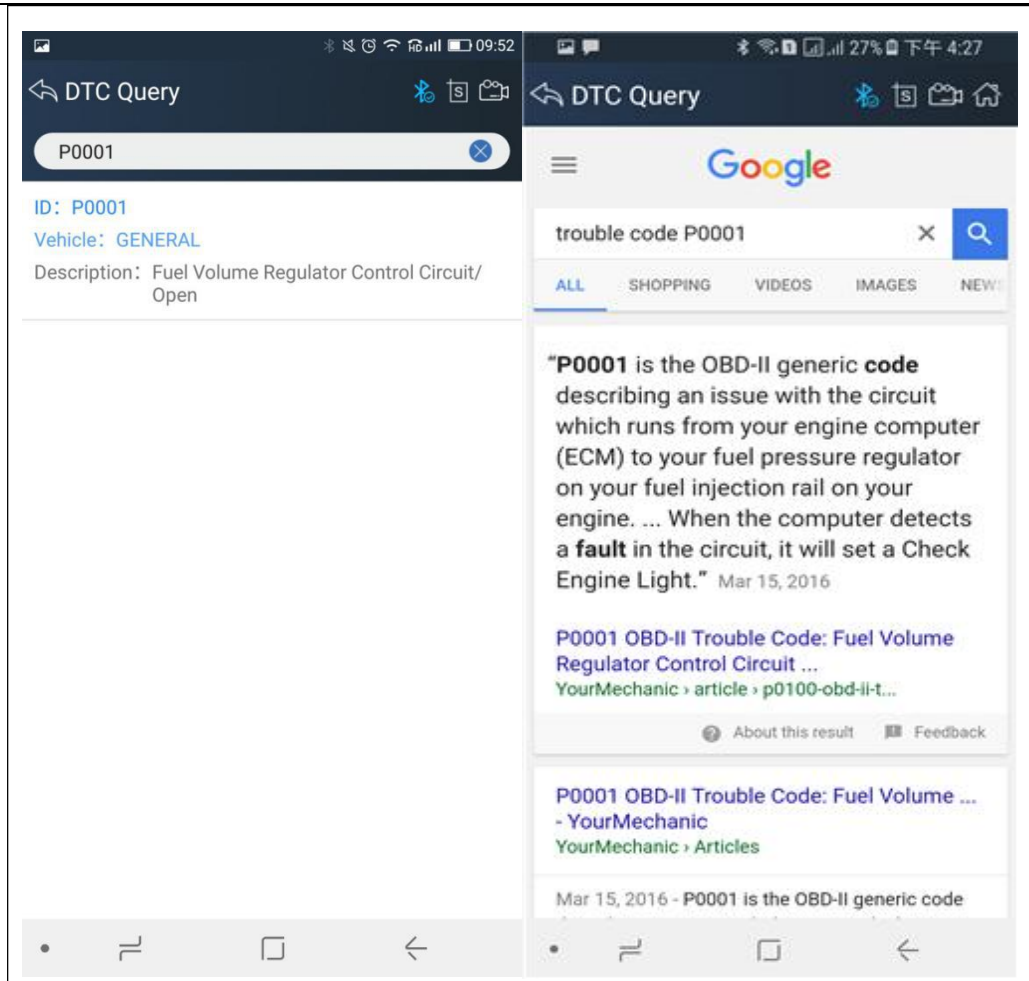 09:52
DTC Query
P0001
ID: P0001
Vehicle: GENERAL
Description: Fuel Volume Regulator Control Circuit/
Open
27% 下午 4:27
DTC Query
Google
trouble code P0001
ALL SHOPPING VIDEOS IMAGES NEWS
"P0001 is the OBD-II generic code
describing an issue with the circuit
which runs from your engine computer
(ECM) to your fuel pressure regulator
on your fuel injection rail on your
engine. ... When the computer detects
a fault in the circuit, it will set a Check
Engine Light." Mar 15, 2016
P0001 OBD-II Trouble Code: Fuel Volume
Regulator Control Circuit ...
YourMechanic › article › p0100-obd-ii-t...
About this result Feedback
P0001 OBD-II Trouble Code: Fuel Volume ...
- YourMechanic
YourMechanic › Articles
Mar 15, 2016 - P0001 is the OBD-II generic code